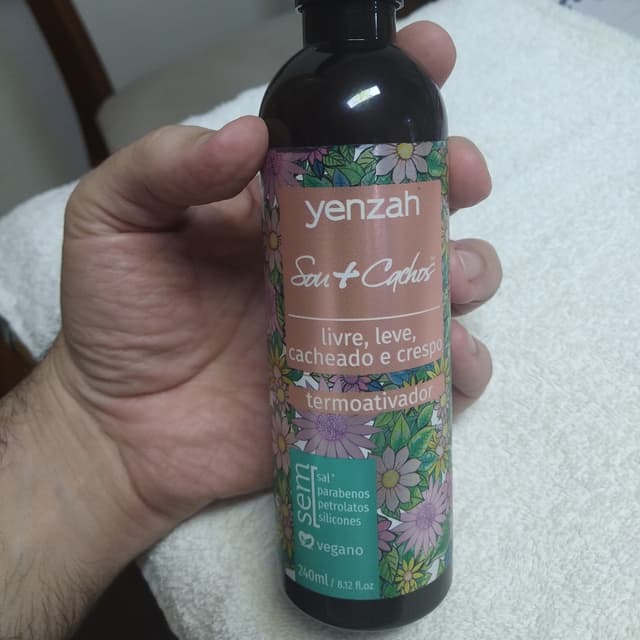 yenzah
Sou + Cachos
livre, leve,
cacheado e crespo
termoativador
sem
sal*
parabenos
petrolatos
silicones
vegano
240ml / 8.12 fl.oz